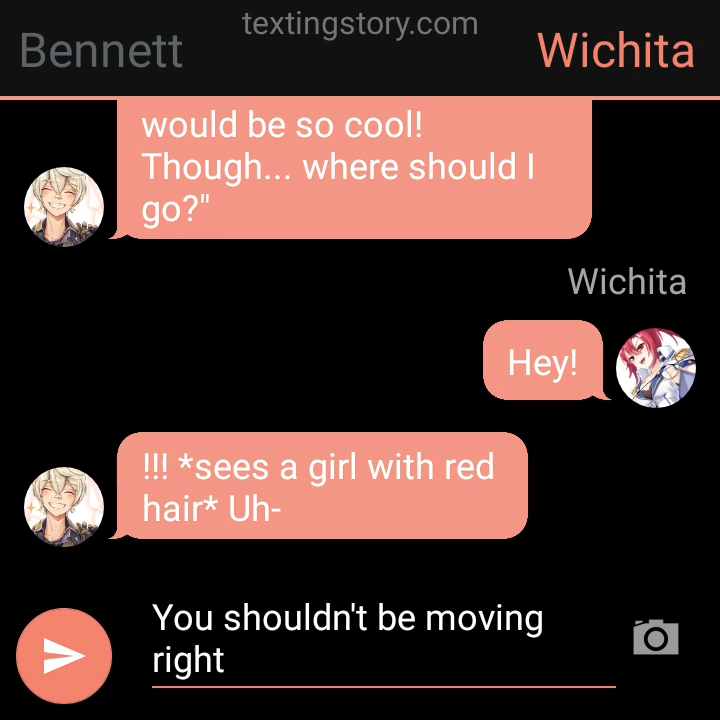 textingstory.com
Bennett
Wichita
would be so cool!
Though... where should I
go?"
Wichita
Hey!
!!! *sees a girl with red
hair* Uh-
You shouldn't be moving
right